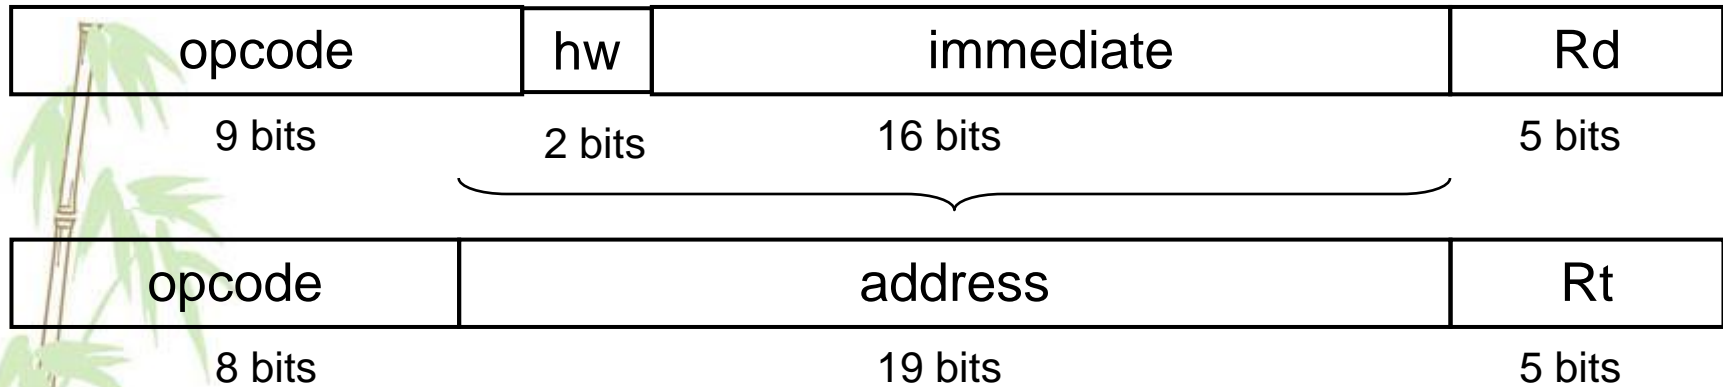 opcode hw immediate Rd
9 bits 2 bits 16 bits 5 bits
opcode address Rt
8 bits 19 bits 5 bits